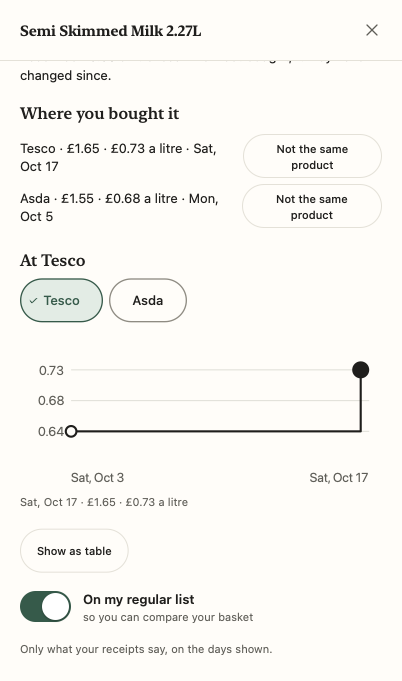 Semi Skimmed Milk 2.27L
changed since.
Where you bought it
Tesco · £1.65 · £0.73 a litre · Sat,
Oct 17
Not the same
product
Asda · £1.55 · £0.68 a litre · Mon,
Oct 5
Not the same
product
At Tesco
Tesco
Asda
0.73
0.68
0.64
Sat, Oct 3
Sat, Oct 17
Sat, Oct 17 · £1.65 · £0.73 a litre
Show as table
On my regular list
so you can compare your basket
Only what your receipts say, on the days shown.